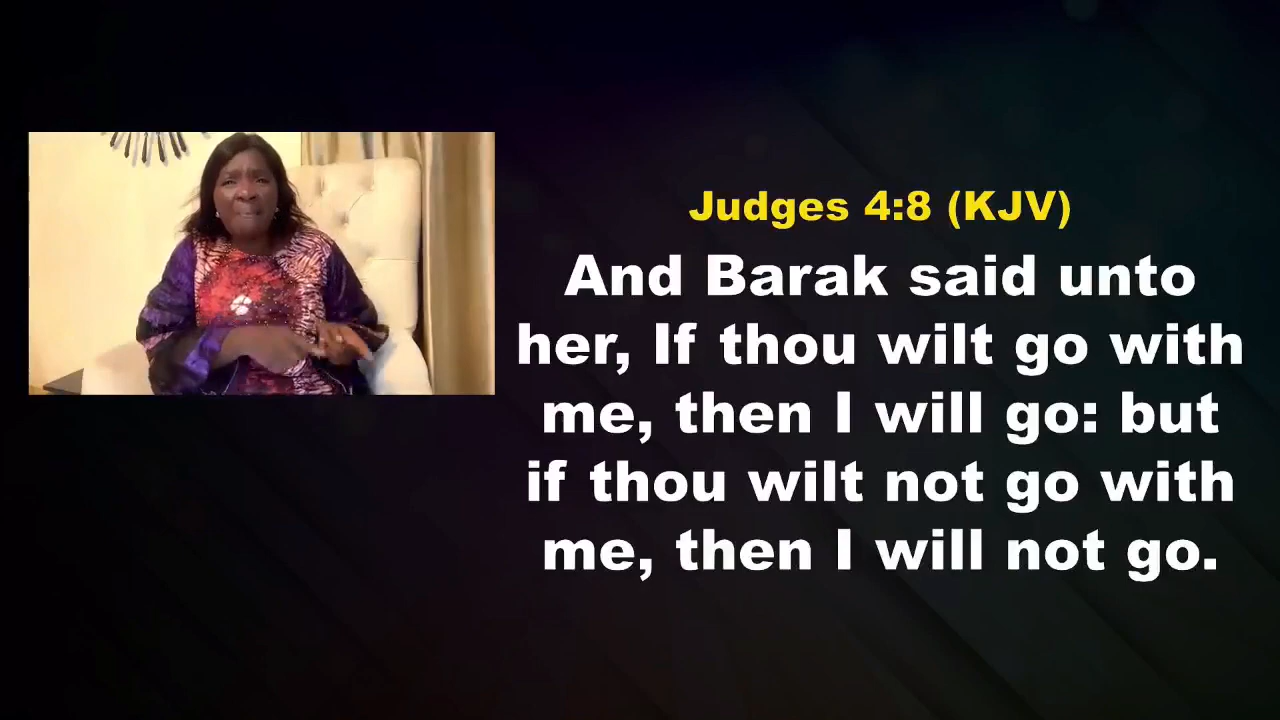 Judges 4:8 (KJV)
And Barak said unto
her, If thou wilt go with
me, then I will go: but
if thou wilt not go with
me, then I will not go.